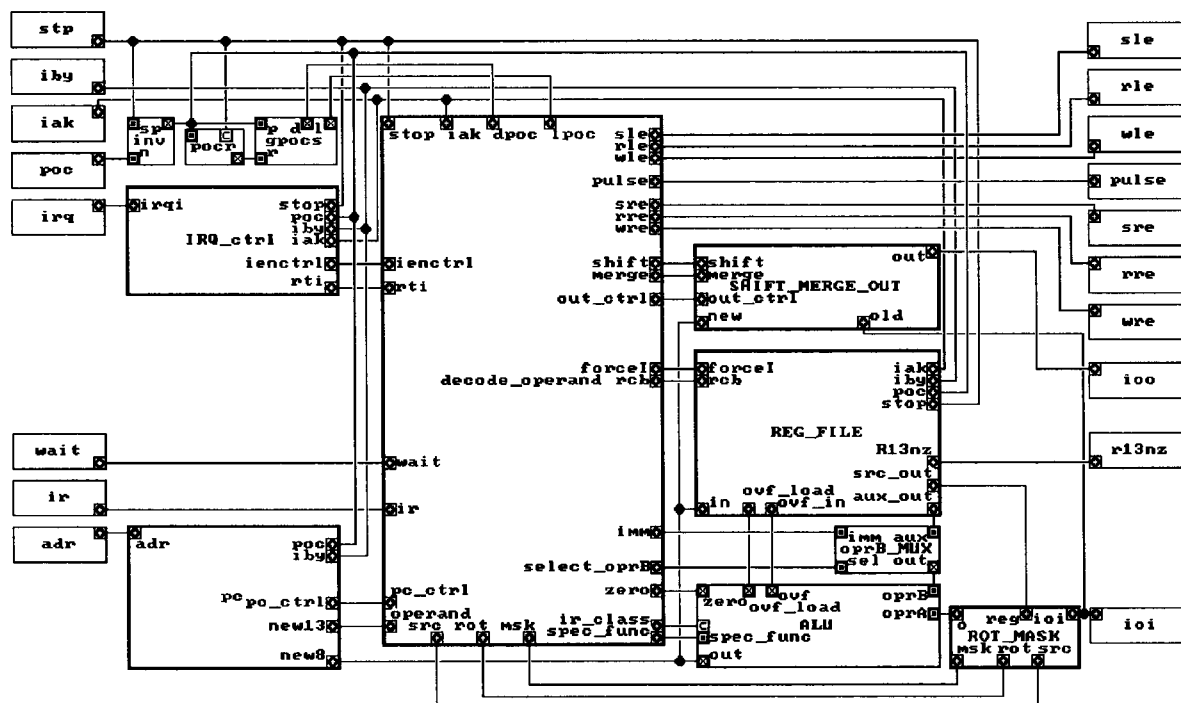 stp
iby
iak
poc
irq
wait
ir
adr
sp
inv
n
c
pocr
p d l
gpocs
r
irqi
stop
poc
iby
IRQ_ctrl iak
ienctrl
rti
adr
poc
iby
pc pc_ctrl
new13
new8
stop iak dpoc lpoc
sle
rle
wle
pulse
sre
rre
wre
ienctrl
rti
shift
merge
out_ctrl
forceI
decode_operand rcb
wait
ir
imm
select_oprB
pc_ctrl
zero
operand
ir_class
src rot msk spec_func
out
shift
merge
SHIFT_MERGE_OUT
out_ctrl
new
old
forceI
rcb
iak
iby
poc
stop
REG_FILE
R13nz
src_out
ovf_load aux_out
in
ovf_in
imm aux
oprB_MUX
sel out
zero ovf oprB
ovf_load
oprA
c ALU
spec_func
out
o reg ioi
ROT_MASK
msk rot src
sle
rle
wle
pulse
sre
rre
wre
ioo
r13nz
ioi